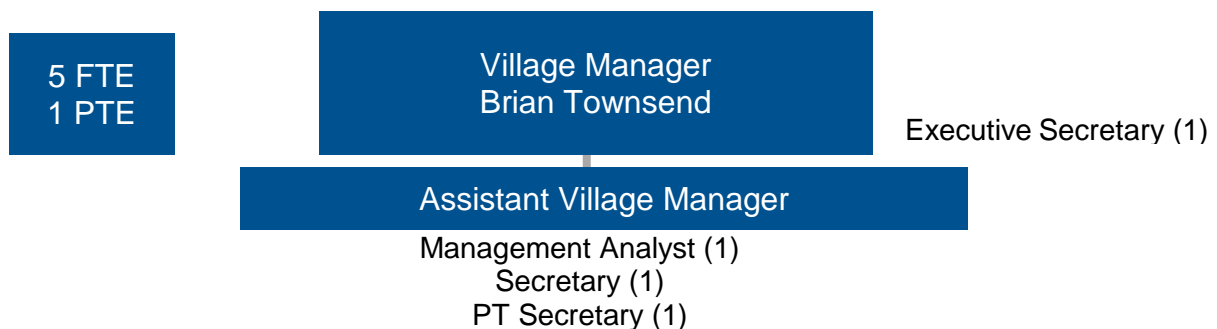 5 FTE
1 PTE
Village Manager
Brian Townsend
Executive Secretary (1)
Assistant Village Manager
Management Analyst (1)
Secretary (1)
PT Secretary (1)